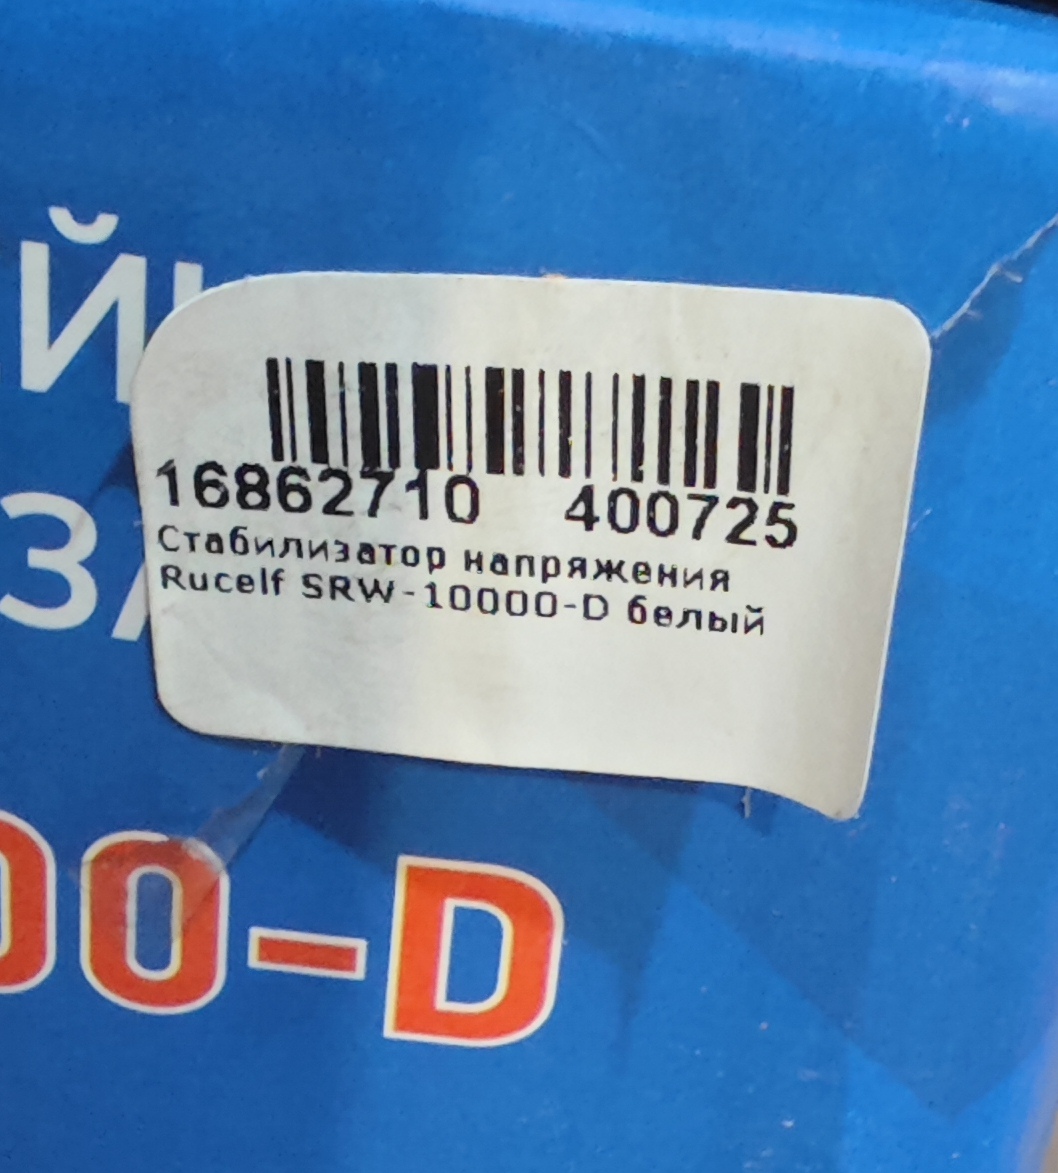 16862710 400725
Стабилизатор напряжения
Rucelf SRW-10000-D белый
00-D